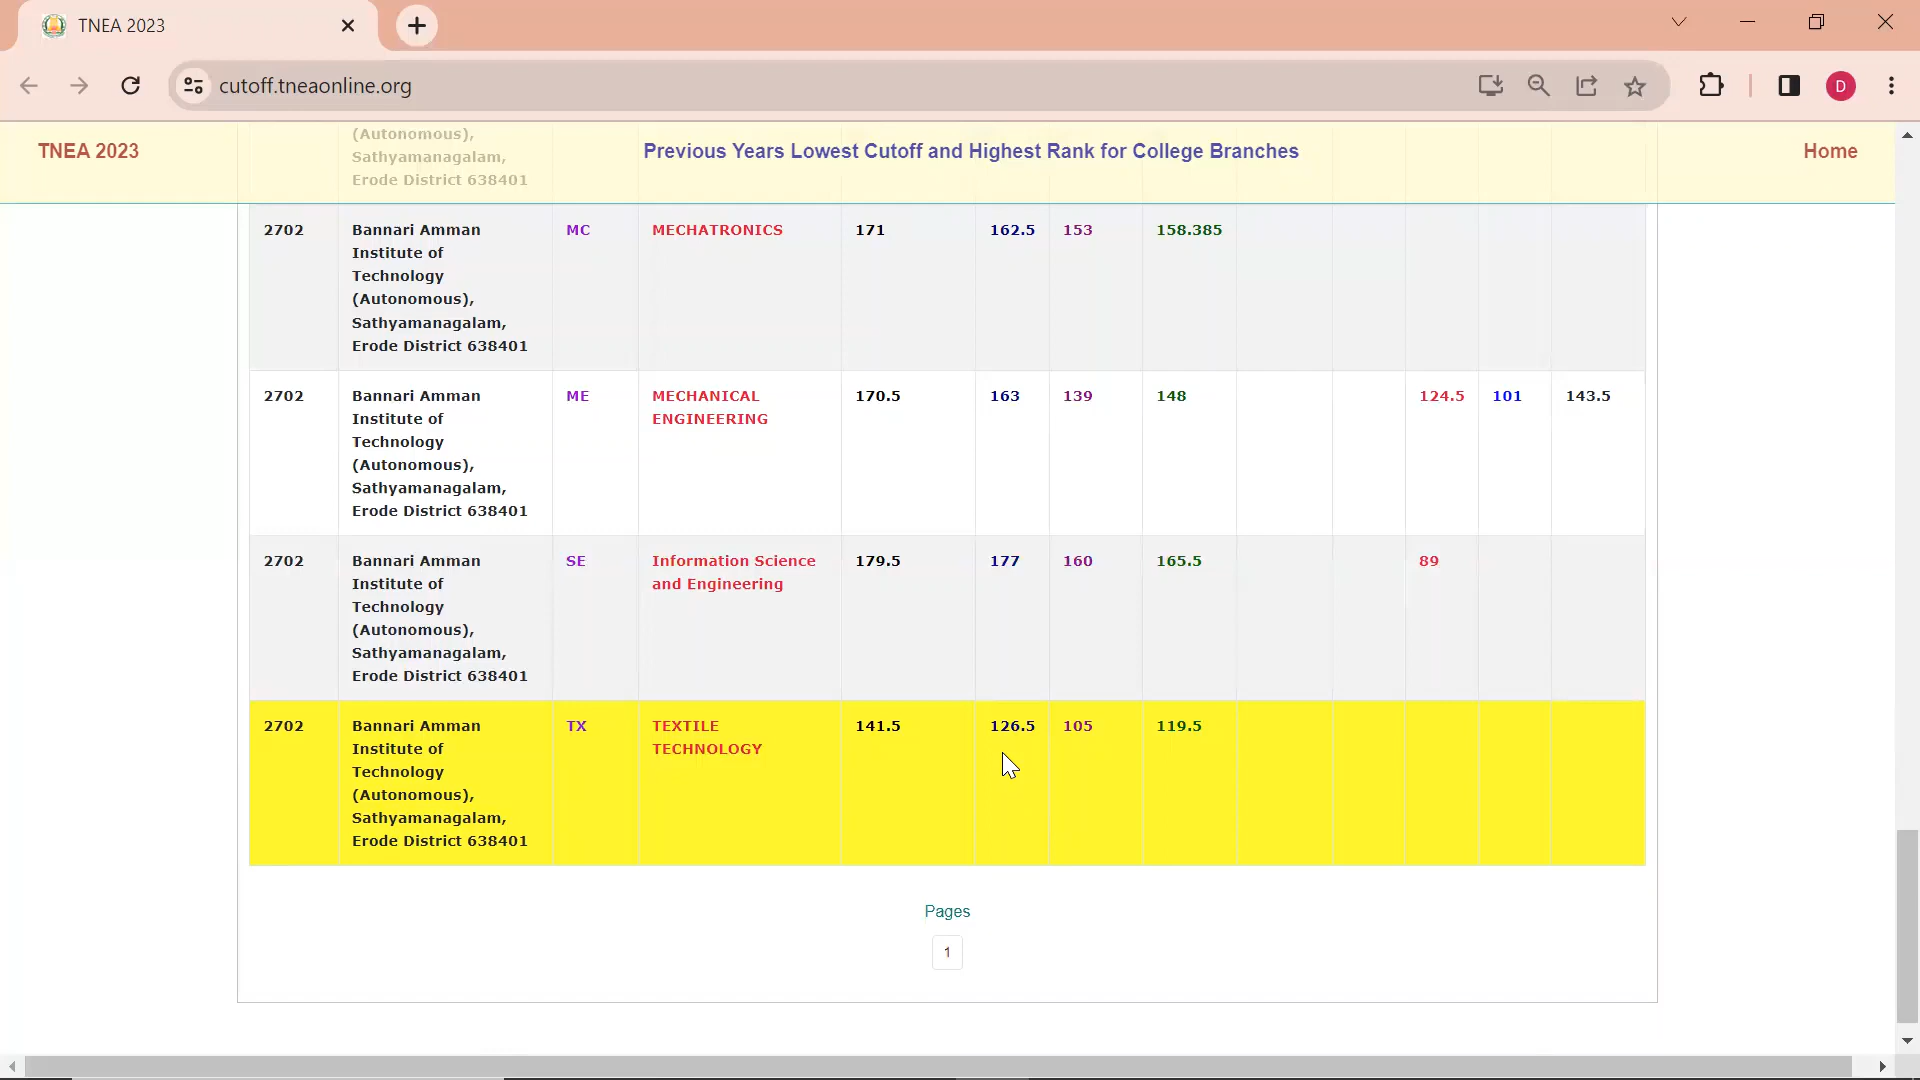 TNEA 2023
cutoff.tneaonline.org
D
TNEA 2023
Previous Years Lowest Cutoff and Highest Rank for College Branches
Home
(Autonomous),
Sathyamanagalam,
Erode District 638401
2702 Bannari Amman MC MECHATRONICS 171 162.5 153 158.385
Institute of
Technology
(Autonomous),
Sathyamanagalam,
Erode District 638401
2702 Bannari Amman ME MECHANICAL 170.5 163 139 148 124.5 101 143.5
Institute of ENGINEERING
Technology
(Autonomous),
Sathyamanagalam,
Erode District 638401
2702 Bannari Amman SE Information Science 179.5 177 160 165.5 89
Institute of and Engineering
Technology
(Autonomous),
Sathyamanagalam,
Erode District 638401
2702 Bannari Amman TX TEXTILE 141.5 126.5 105 119.5
Institute of TECHNOLOGY
Technology
(Autonomous),
Sathyamanagalam,
Erode District 638401
Pages
1